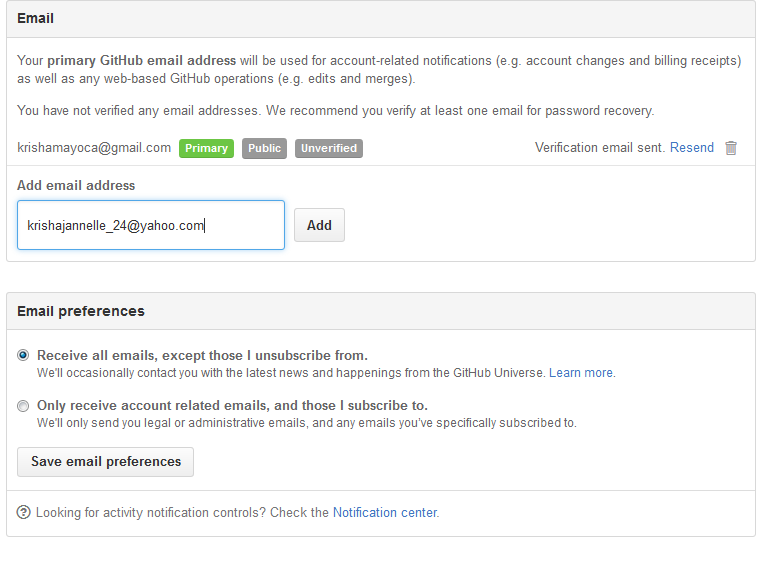 Email
Your primary GitHub email address will be used for account-related notifications (e.g. account changes and billing receipts)
as well as any web-based GitHub operations (e.g. edits and merges).
You have not verified any email addresses. We recommend you verify at least one email for password recovery.
krishamayoca@gmail.com Primary Public Unverified Verification email sent. Resend
Add email address
krishajannelle_24@yahoo.com Add
Email preferences
Receive all emails, except those I unsubscribe from.
We'll occasionally contact you with the latest news and happenings from the GitHub Universe. Learn more.
Only receive account related emails, and those I subscribe to.
We'll only send you legal or administrative emails, and any emails you've specifically subscribed to.
Save email preferences
Looking for activity notification controls? Check the Notification center.